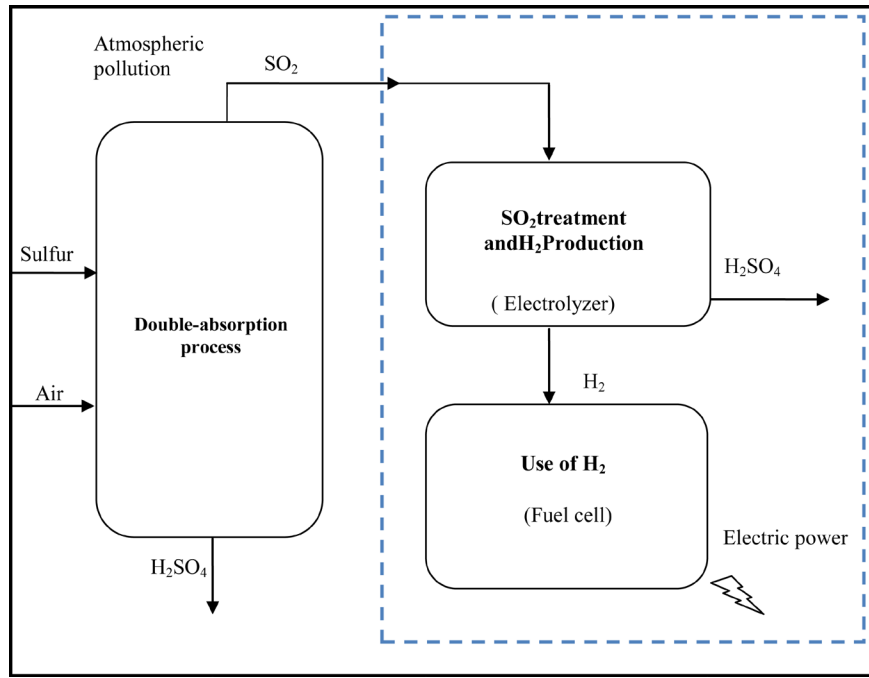 Atmospheric
pollution
SO₂
SO₂treatment
andH₂Production
( Electrolyzer)
Sulfur
H₂SO₄
Double-absorption
process
Air
H₂
Use of H₂
(Fuel cell)
Electric power
H₂SO₄